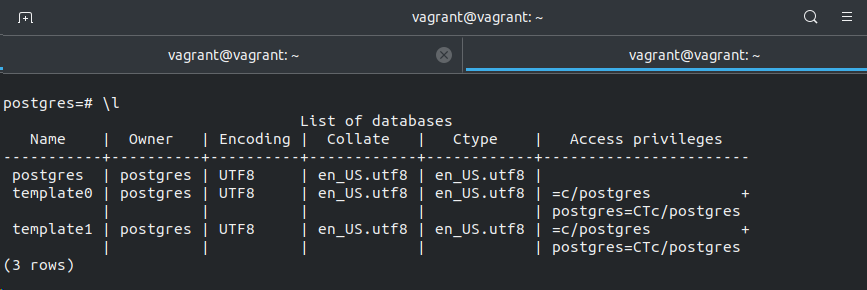 vagrant@vagrant: ~
vagrant@vagrant: ~
vagrant@vagrant: ~
postgres=# \l
                                 List of databases
   Name    |  Owner   | Encoding |  Collate   |   Ctype    |   Access privileges
-----------+----------+----------+------------+------------+-----------------------
 postgres  | postgres | UTF8     | en_US.utf8 | en_US.utf8 |
 template0 | postgres | UTF8     | en_US.utf8 | en_US.utf8 | =c/postgres          +
           |          |          |            |            | postgres=CTc/postgres
 template1 | postgres | UTF8     | en_US.utf8 | en_US.utf8 | =c/postgres          +
           |          |          |            |            | postgres=CTc/postgres
(3 rows)